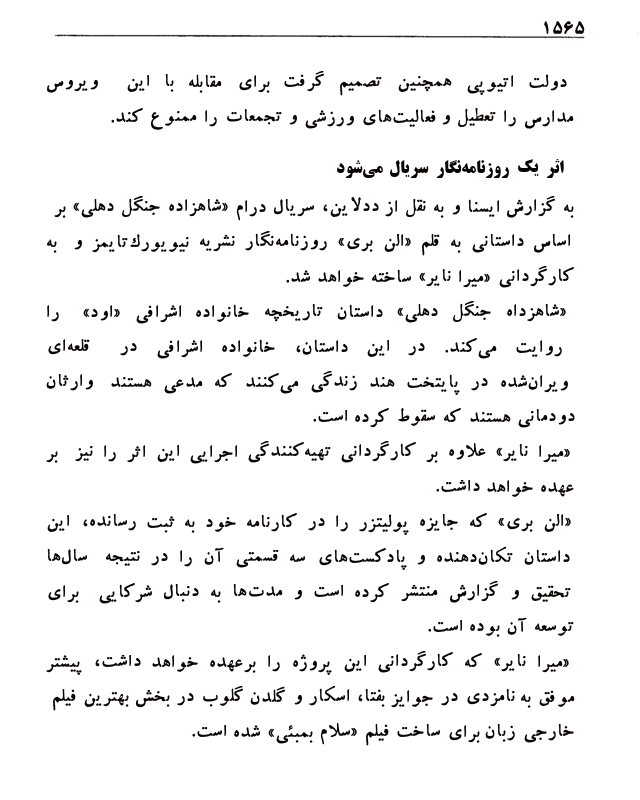 ۱۵۶۵
دولت اتیوپی همچنین تصمیم گرفت برای مقابله با این ویروس
مدارس را تعطیل و فعالیت‌های ورزشی و تجمعات را ممنوع کند.
اثر یک روزنامه‌نگار سریال می‌شود
به گزارش ایسنا و به نقل از ددلاین، سریال درام «شاهزاده جنگل دهلی» بر
اساس داستانی به قلم «الن بری» روزنامه‌نگار نشریه نیویورک‌تایمز و به
کارگردانی «میرا نایر» ساخته خواهد شد.
«شاهزداه جنگل دهلی» داستان تاریخچه خانواده اشرافی «اود» را
روایت می‌کند. در این داستان، خانواده اشرافی در قلعه‌ای
ویران‌شده در پایتخت هند زندگی می‌کنند که مدعی هستند وارثان
دودمانی هستند که سقوط کرده است.
«میرا نایر» علاوه بر کارگردانی تهیه‌کنندگی اجرایی این اثر را نیز بر
عهده خواهد داشت.
«الن بری» که جایزه پولیتزر را در کارنامه خود به ثبت رسانده، این
داستان تکان‌دهنده و پادکست‌های سه قسمتی آن را در نتیجه سال‌ها
تحقیق و گزارش منتشر کرده است و مدت‌ها به دنبال شرکایی برای
توسعه آن بوده است.
«میرا نایر» که کارگردانی این پروژه را برعهده خواهد داشت، پیشتر
موفق به نامزدی در جوایز بفتا، اسکار و گلدن گلوب در بخش بهترین فیلم
خارجی زبان برای ساخت فیلم «سلام بمبئی» شده است.